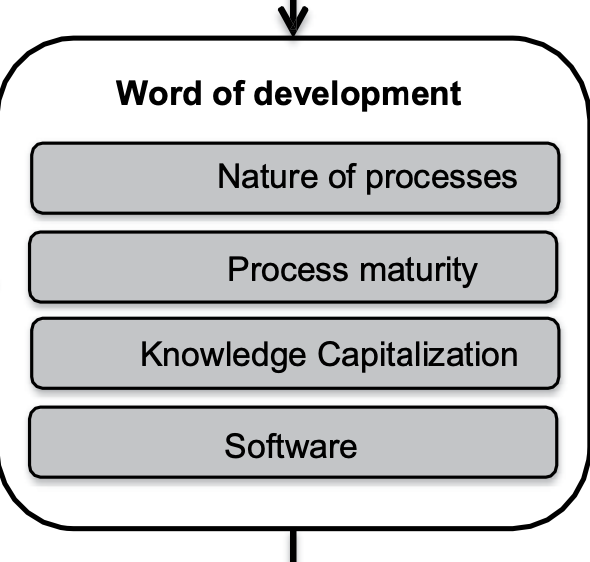 Word of development
Nature of processes
Process maturity
Knowledge Capitalization
Software